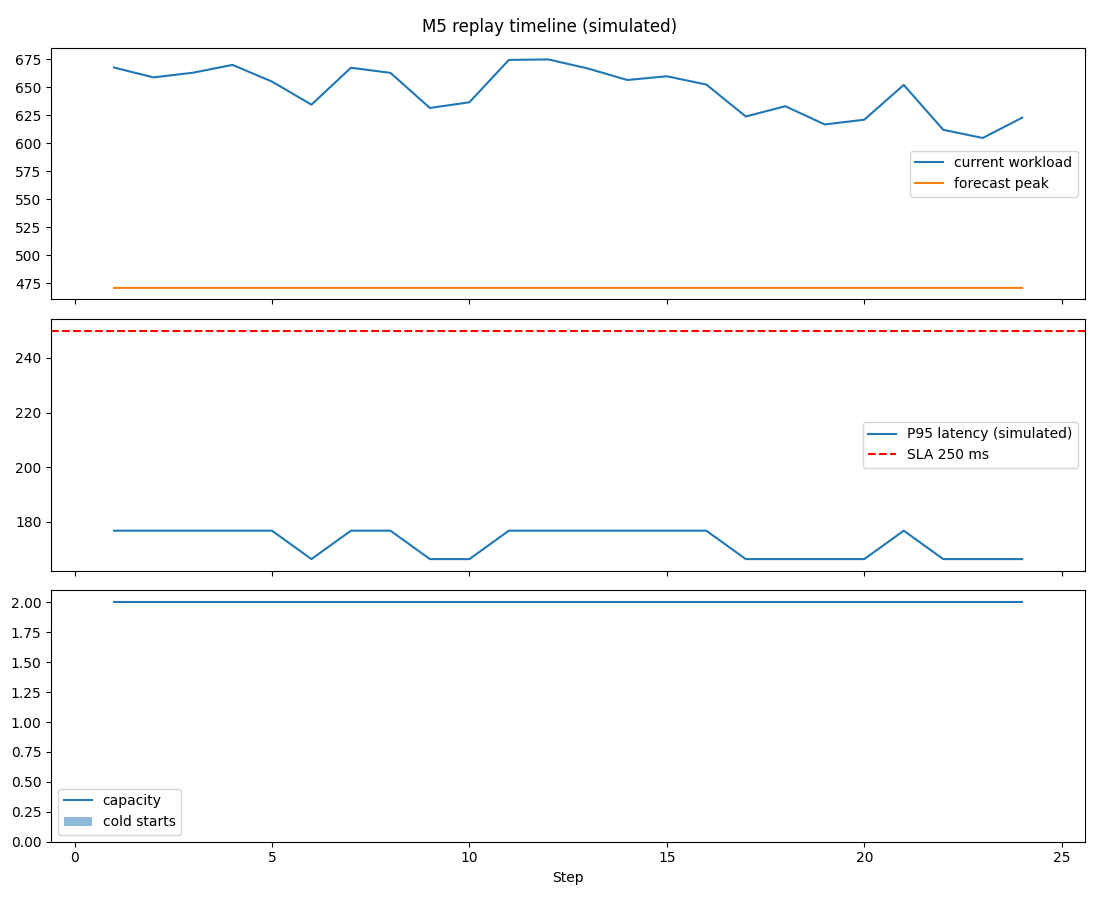 M5 replay timeline (simulated)
675
650
625
600
575
550
525
500
475
current workload
forecast peak
240
220
200
180
P95 latency (simulated)
SLA 250 ms
2.00
1.75
1.50
1.25
1.00
0.75
0.50
0.25
0.00
capacity
cold starts
0 5 10 15 20 25
Step